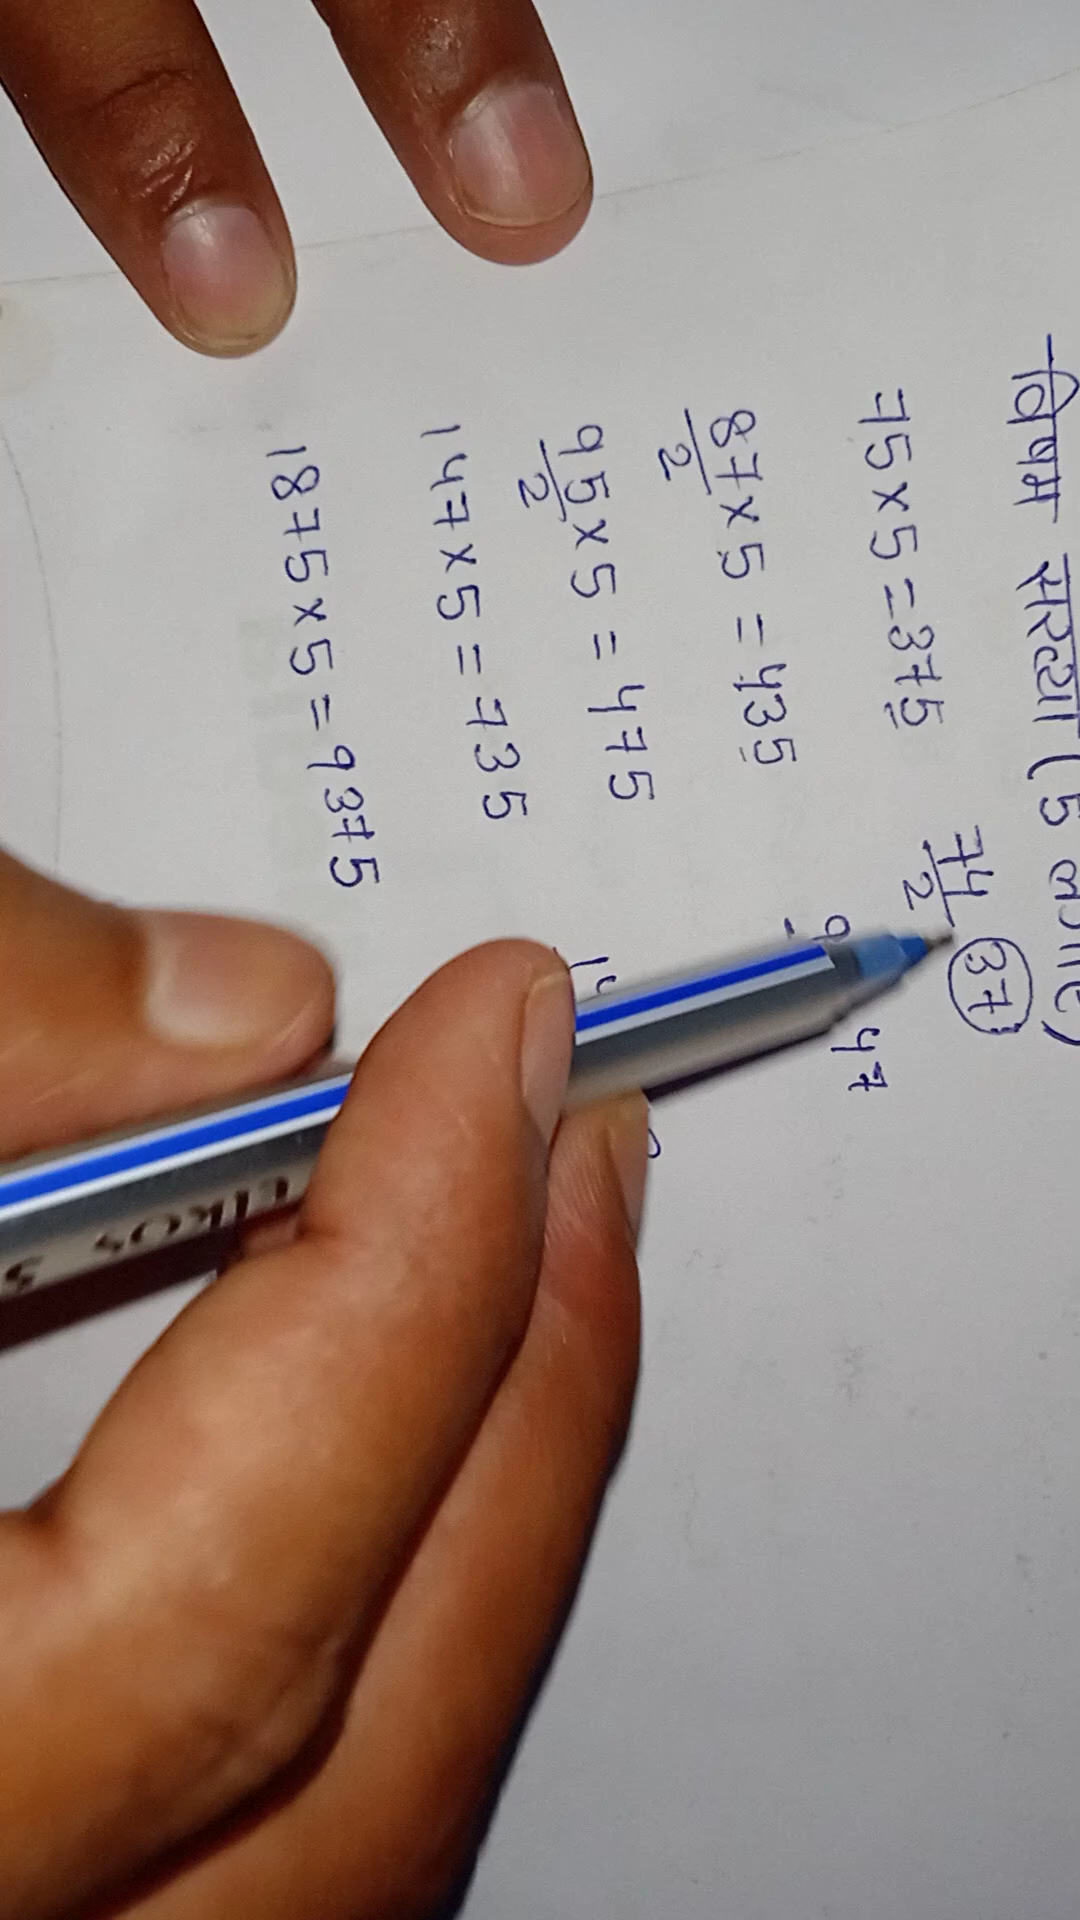 विषम संख्या (5 लगाते)
75 × 5 = 375
74/2
37
87/2 × 5 = 435
95/2 × 5 = 475
47
147 × 5 = 735
1875 × 5 = 9375